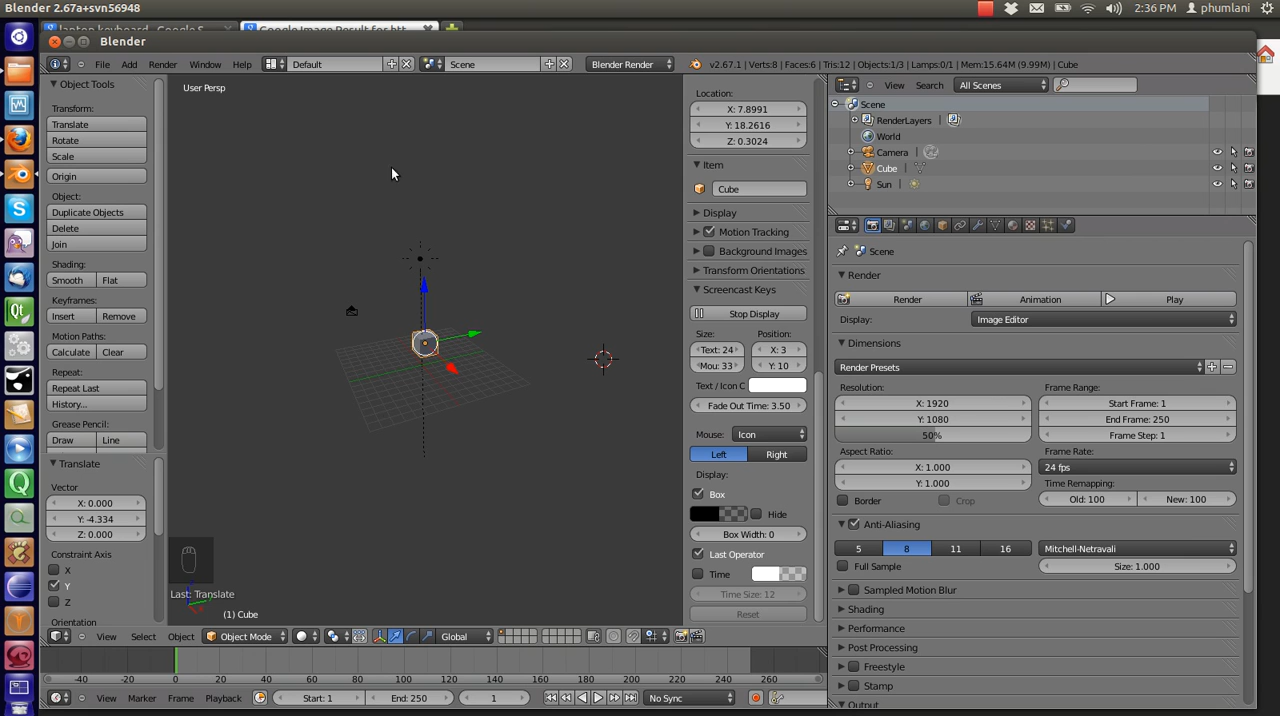 Blender 2.67a+svn56948
2:36 PM phumlani
Blender
File Add Render Window Help
Default
Scene
Blender Render
v2.67.1 | Verts:8 | Faces:6 | Tris:12 | Objects:1/3 | Lamps:0/1 | Mem:15.64M (9.99M) | Cube
Object Tools
Transform:
Translate
Rotate
Scale
Origin
Object:
Duplicate Objects
Delete
Join
Shading:
Smooth Flat
Keyframes:
Insert Remove
Motion Paths:
Calculate Clear
Repeat:
Repeat Last
History...
Grease Pencil:
Draw Line
Translate
Vector
X: 0.000
Y: -4.334
Z: 0.000
Constraint Axis
X
Y
Z
Orientation
User Persp
Last: Translate
(1) Cube
View Select Object Object Mode Global
Location:
X: 7.8991
Y: 18.2616
Z: 0.3024
Item
Cube
Display
Motion Tracking
Background Images
Transform Orientations
Screencast Keys
Stop Display
Size: Position:
Text: 24 X: 3
Mou: 33 Y: 10
Text / Icon C
Fade Out Time: 3.50
Mouse: Icon
Left Right
Display:
Box
Hide
Box Width: 0
Last Operator
Time
Time Size: 12
Reset
View Search All Scenes
Scene
RenderLayers
World
Camera
Cube
Sun
Scene
Render
Render Animation Play
Display: Image Editor
Dimensions
Render Presets
Resolution: Frame Range:
X: 1920 Start Frame: 1
Y: 1080 End Frame: 250
50% Frame Step: 1
Aspect Ratio: Frame Rate:
X: 1.000 24 fps
Y: 1.000 Time Remapping:
Border Crop Old: 100 New: 100
Anti-Aliasing
5 8 11 16 Mitchell-Netravali
Full Sample Size: 1.000
Sampled Motion Blur
Shading
Performance
Post Processing
Freestyle
Stamp
Output
-40 -20 0 20 40 60 80 100 120 140 160 180 200 220 240 260
View Marker Frame Playback Start: 1 End: 250 1 No Sync